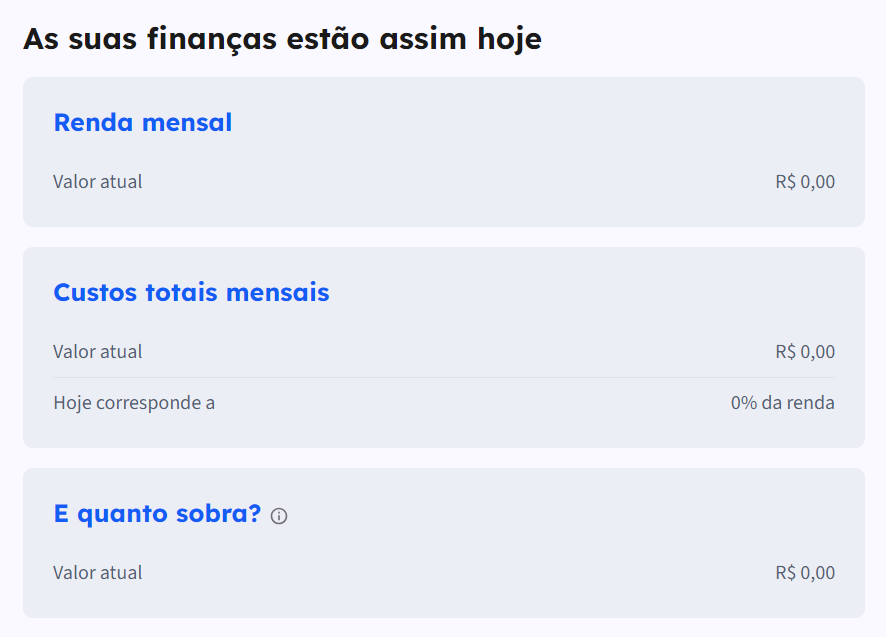 As suas finanças estão assim hoje
Renda mensal
Valor atual R$ 0,00
Custos totais mensais
Valor atual R$ 0,00
Hoje corresponde a 0% da renda
E quanto sobra?
Valor atual R$ 0,00